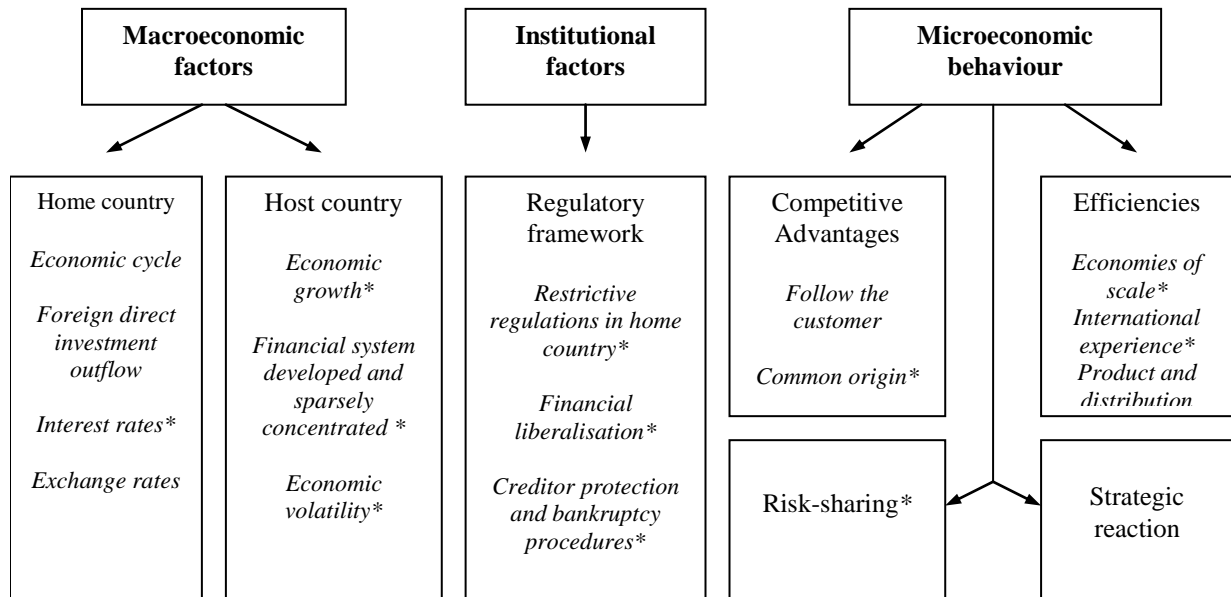 Macroeconomic
factors
Institutional
factors
Microeconomic
behaviour
Home country
Economic cycle
Foreign direct
investment
outflow
Interest rates*
Exchange rates
Host country
Economic
growth*
Financial system
developed and
sparsely
concentrated *
Economic
volatility*
Regulatory
framework
Restrictive
regulations in home
country*
Financial
liberalisation*
Creditor protection
and bankruptcy
procedures*
Competitive
Advantages
Follow the
customer
Common origin*
Efficiencies
Economies of
scale*
International
experience*
Product and
distribution
Risk-sharing*
Strategic
reaction